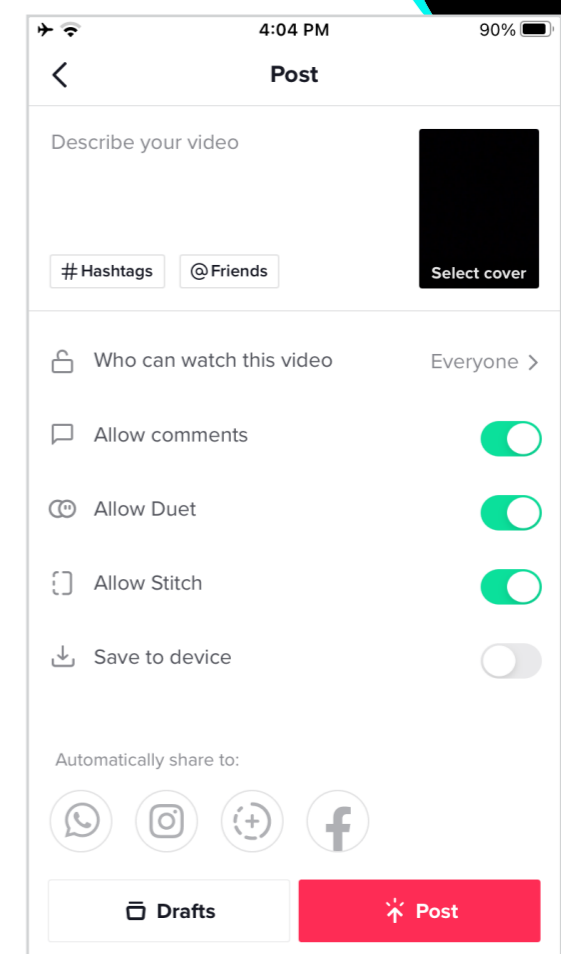 4:04 PM 90%
Post
Describe your video
#Hashtags @Friends
Select cover
Who can watch this video Everyone >
Allow comments
Allow Duet
Allow Stitch
Save to device
Automatically share to:
Drafts Post